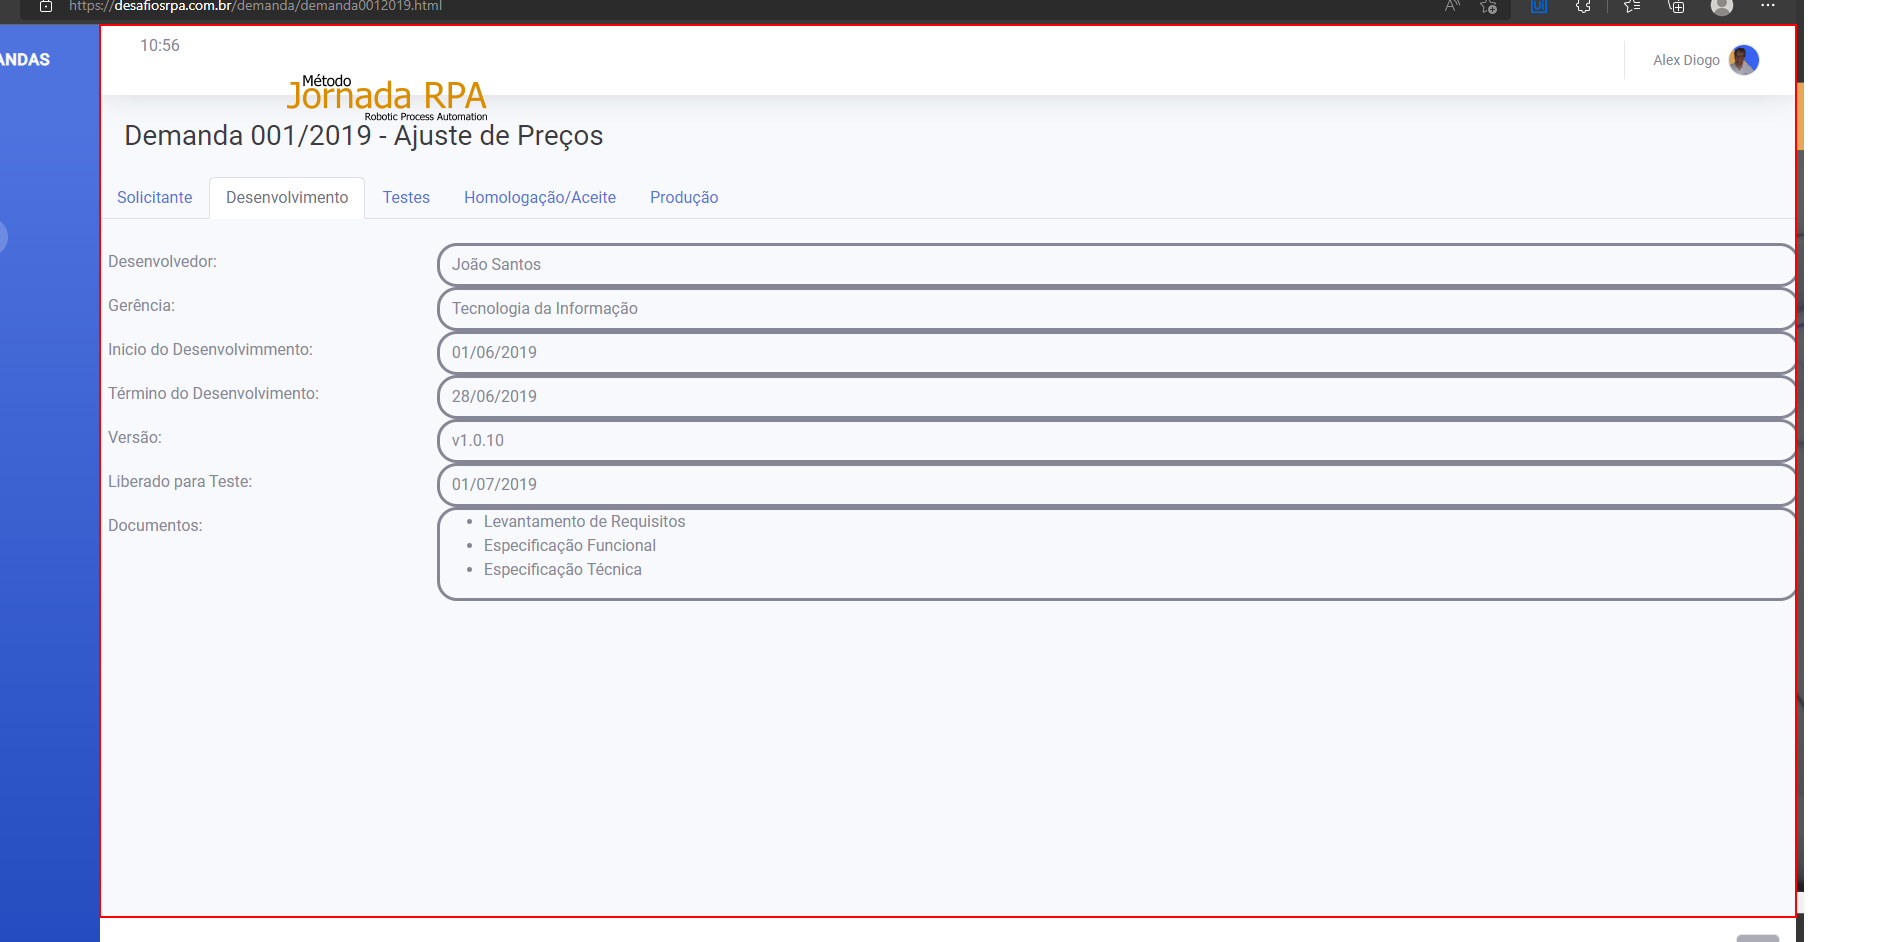 https://desafiosrpa.com.br/demanda/demanda0012019.html
ANDAS
10:56
Alex Diogo
Método
Jornada RPA
Robotic Process Automation
Demanda 001/2019 - Ajuste de Preços
Solicitante Desenvolvimento Testes Homologação/Aceite Produção
Desenvolvedor: João Santos
Gerência: Tecnologia da Informação
Inicio do Desenvolvimmento: 01/06/2019
Término do Desenvolvimento: 28/06/2019
Versão: v1.0.10
Liberado para Teste: 01/07/2019
Documentos:
• Levantamento de Requisitos
• Especificação Funcional
• Especificação Técnica